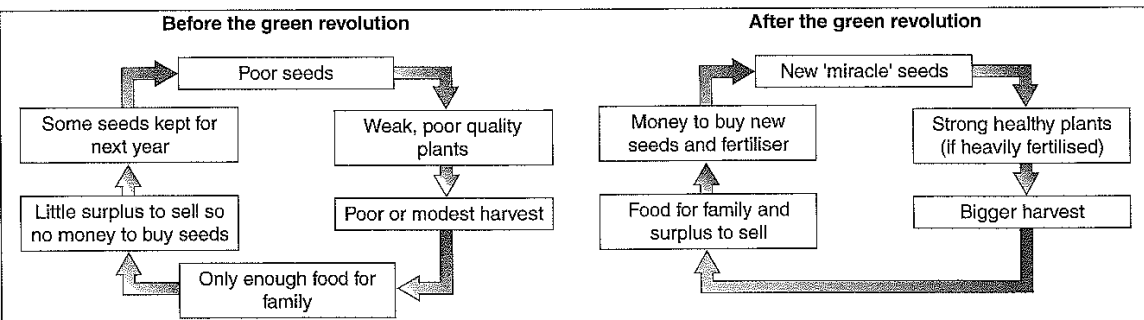 Before the green revolution
Poor seeds
Weak, poor quality
plants
Poor or modest harvest
Only enough food for
family
Little surplus to sell so
no money to buy seeds
Some seeds kept for
next year
After the green revolution
New 'miracle' seeds
Strong healthy plants
(if heavily fertilised)
Bigger harvest
Food for family and
surplus to sell
Money to buy new
seeds and fertiliser